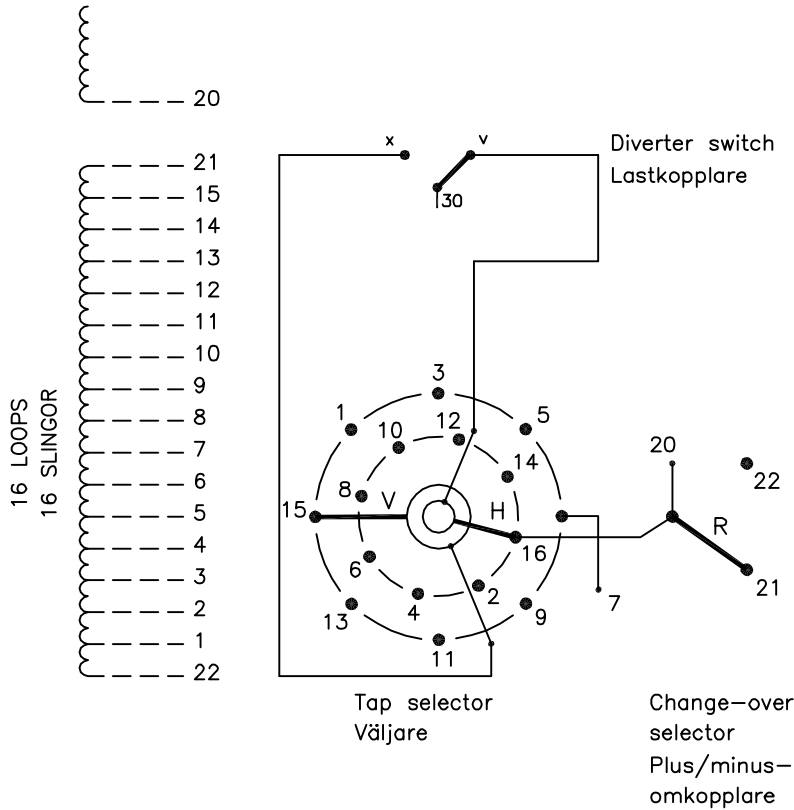 20
21
15
14
13
12
11
10
9
8
7
6
5
4
3
2
1
22
16 LOOPS
16 SLINGOR
x
v
30
Diverter switch
Lastkopplare
3
1
5
12
10
14
8
V
H
15
16
6
2
4
13
9
11
7
20
22
R
21
Tap selector
Väljare
Change-over
selector
Plus/minus-
omkopplare